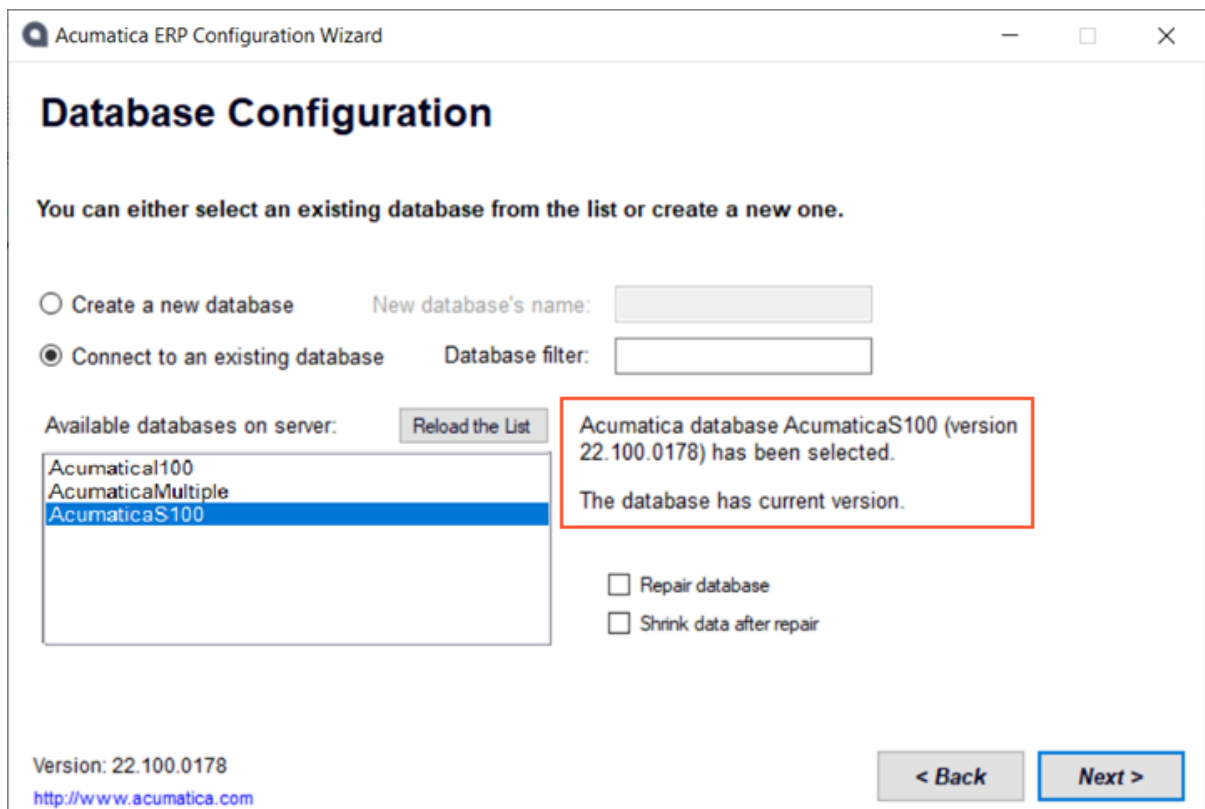 Acumatica ERP Configuration Wizard
Database Configuration
You can either select an existing database from the list or create a new one.
Create a new database
New database's name:
Connect to an existing database
Database filter:
Available databases on server:
Reload the List
AcumaticaI100
AcumaticaMultiple
AcumaticaS100
Acumatica database AcumaticaS100 (version
22.100.0178) has been selected.
The database has current version.
Repair database
Shrink data after repair
Version: 22.100.0178
http://www.acumatica.com
< Back
Next >